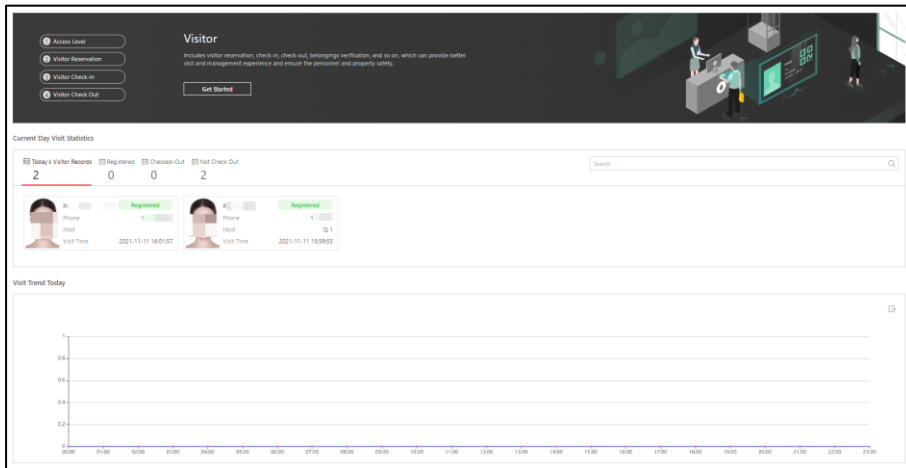 1 Access Level
2 Visitor Reservation
3 Visitor Check-In
4 Visitor Check Out
Visitor
Includes visitor reservation, check-in, check-out, belongings verification, and so on, which can provide better
visit and management experience and ensure the personnel and property safety.
Get Started
Current Day Visit Statistics
Today's Visitor Records Registered Checked-Out Not Check Out
2 0 0 2
Search
Registered
Phone 1
Host
Visit Time 2021-11-11 16:01:57
Registered
Phone 1
Host Q 1
Visit Time 2021-11-11 15:59:53
Visit Trend Today
1
0.8
0.6
0.4
0.2
0
00:00 01:00 02:00 03:00 04:00 05:00 06:00 07:00 08:00 09:00 10:00 11:00 12:00 13:00 14:00 15:00 16:00 17:00 18:00 19:00 20:00 21:00 22:00 23:00